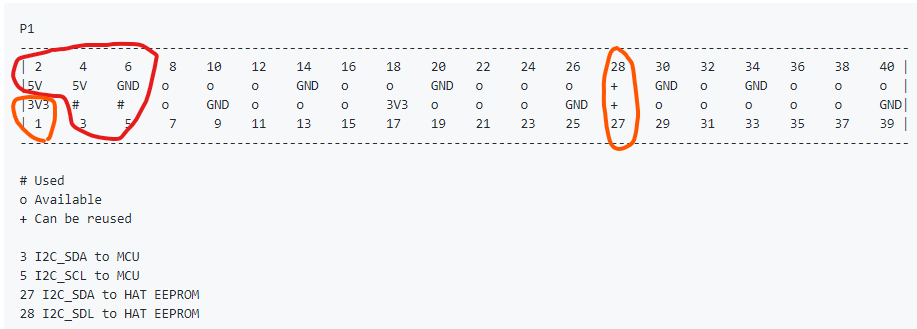 P1
--------------------------------------------------------------------------------------------------------------------
| 2 4 6 8 10 12 14 16 18 20 22 24 26 28 30 32 34 36 38 40 |
|5V 5V GND o o o GND o o GND o o o + GND o GND o o o |
|3V3 # # o GND o o o 3V3 o o o GND + o o o o o GND|
| 1 3 5 7 9 11 13 15 17 19 21 23 25 27 29 31 33 35 37 39 |
--------------------------------------------------------------------------------------------------------------------
# Used
o Available
+ Can be reused
3 I2C_SDA to MCU
5 I2C_SCL to MCU
27 I2C_SDA to HAT EEPROM
28 I2C_SDL to HAT EEPROM